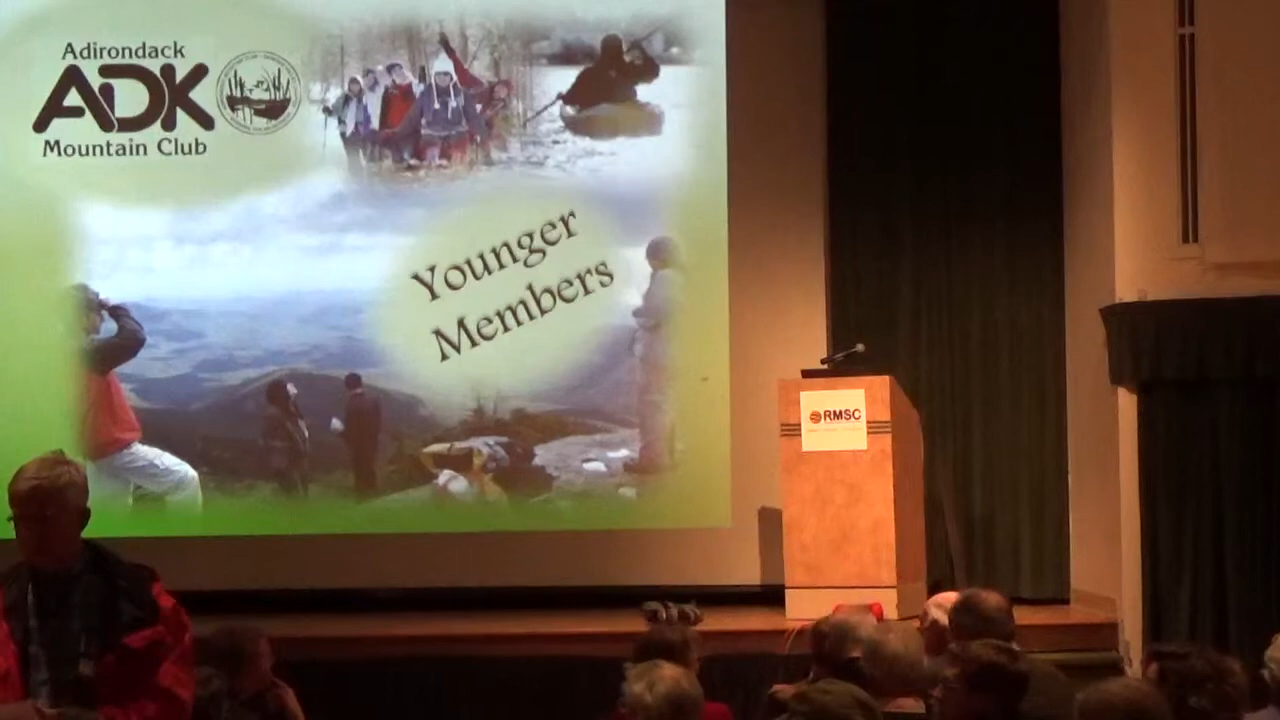 Adirondack
ADK
Mountain Club
Younger
Members
RMSC